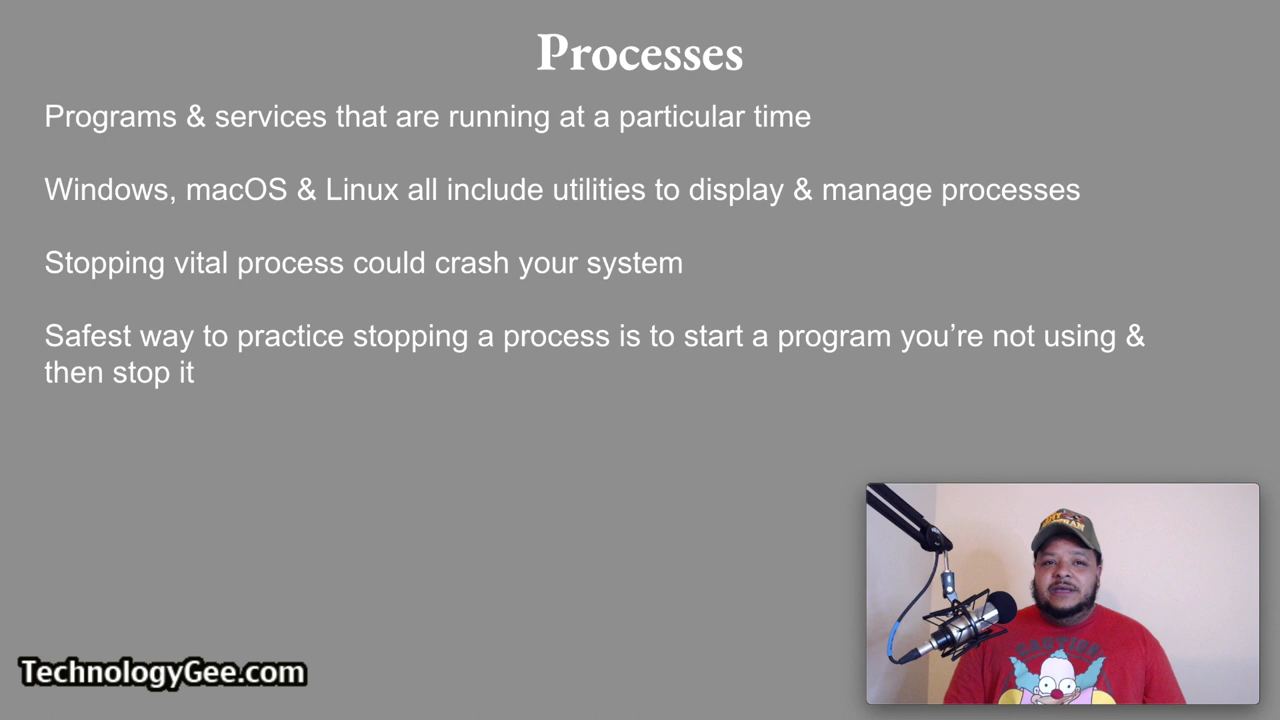 Processes
Programs & services that are running at a particular time
Windows, macOS & Linux all include utilities to display & manage processes
Stopping vital process could crash your system
Safest way to practice stopping a process is to start a program you’re not using &
then stop it
TechnologyGee.com
CAUTION